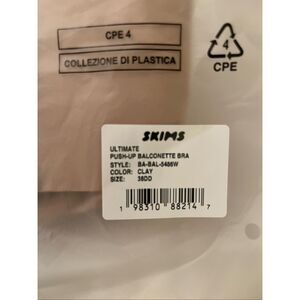 CPE 4
COLLEZIONE DI PLASTICA
4
CPE
SKIMS
ULTIMATE
PUSH-UP BALCONETTE BRA
STYLE: BA-BAL-5486W
COLOR: CLAY
SIZE: 36DD
1 98310 88214 7